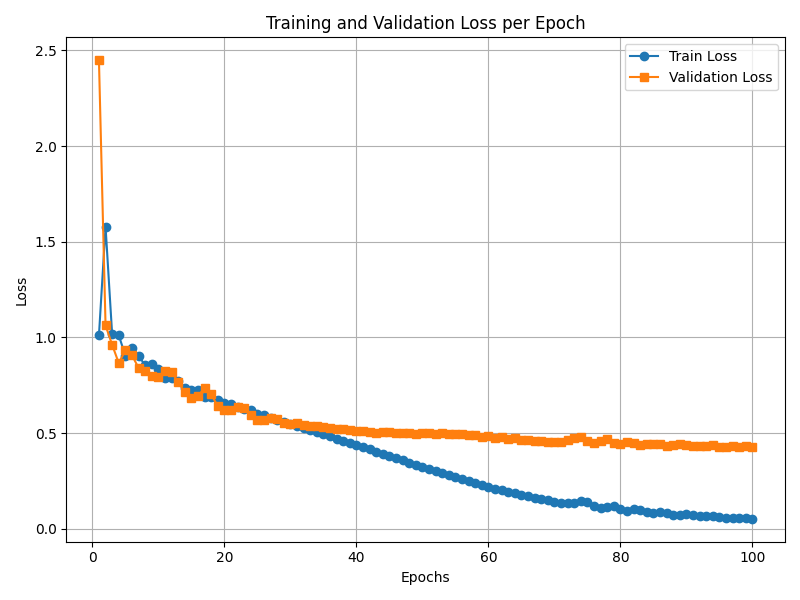 Training and Validation Loss per Epoch
Train Loss
Validation Loss
2.5
2.0
1.5
1.0
0.5
0.0
Loss
0 20 40 60 80 100
Epochs